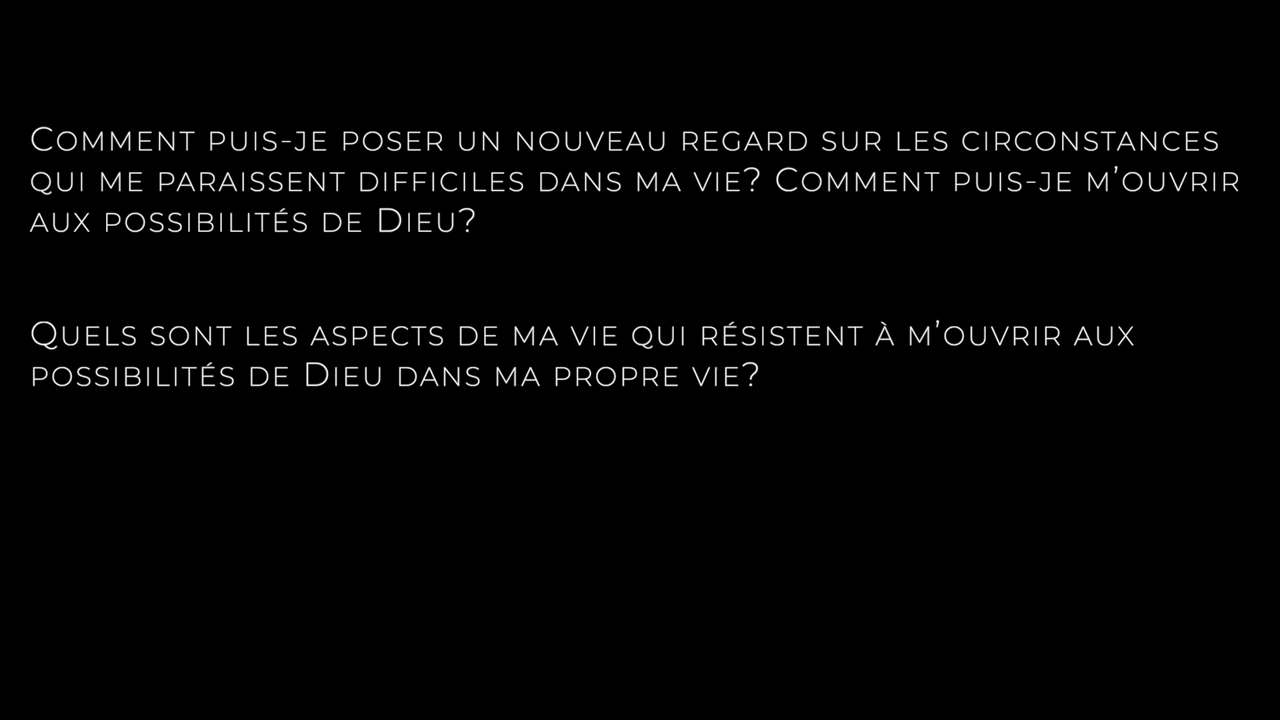 Comment puis-je poser un nouveau regard sur les circonstances
qui me paraissent difficiles dans ma vie? Comment puis-je m’ouvrir
aux possibilités de Dieu?
Quels sont les aspects de ma vie qui résistent à m’ouvrir aux
possibilités de Dieu dans ma propre vie?